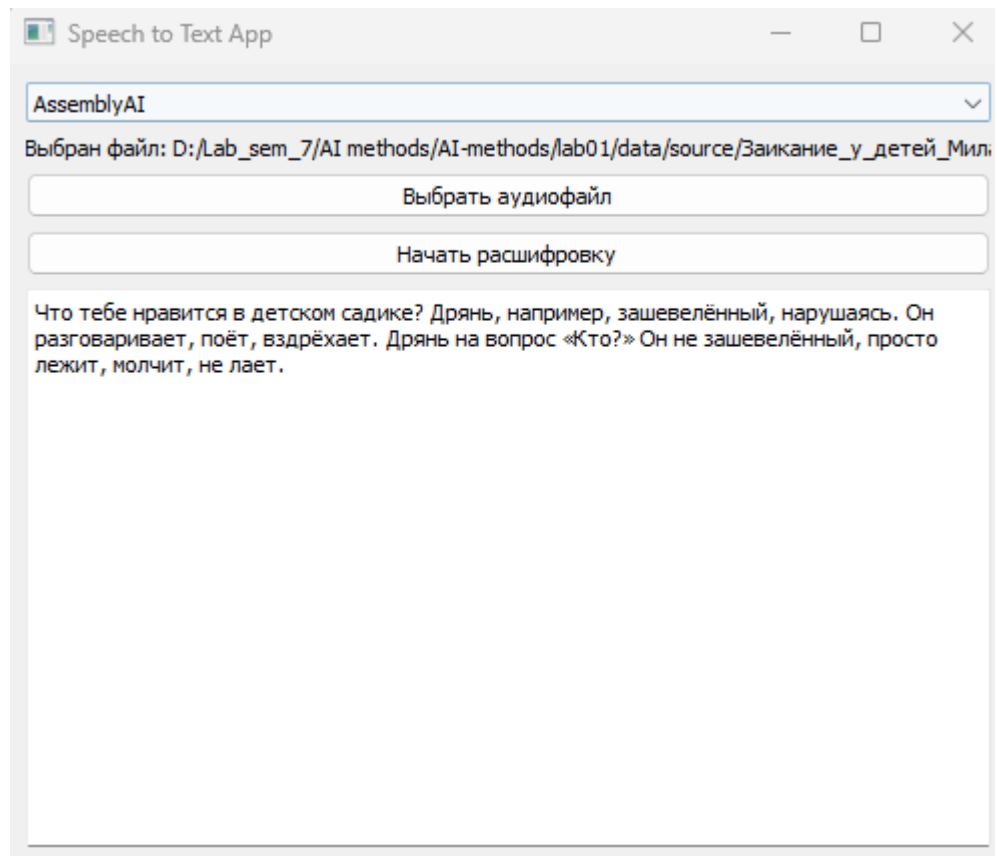 Speech to Text App
AssemblyAI
Выбран файл: D:/Lab_sem_7/AI methods/AI-methods/lab01/data/source/Заикание_у_детей_Мила
Выбрать аудиофайл
Начать расшифровку
Что тебе нравится в детском садике? Дрянь, например, зашевелённый, нарушаясь. Он
разговаривает, поёт, вздрёхает. Дрянь на вопрос «Кто?» Он не зашевелённый, просто
лежит, молчит, не лает.